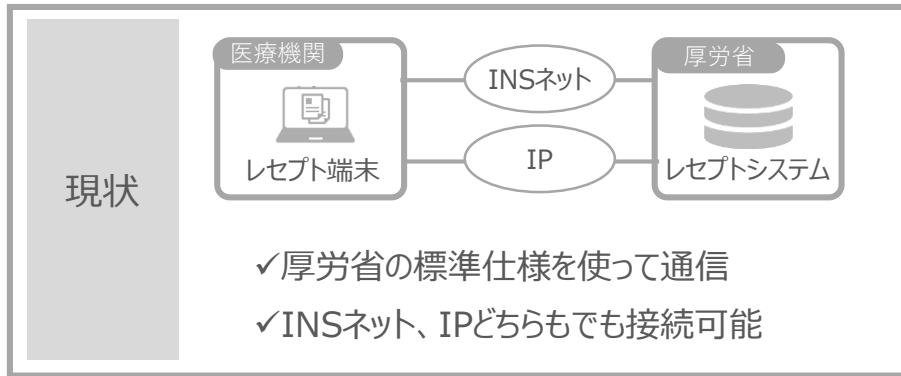 現状
医療機関
レセプト端末
INSネット
IP
厚労省
レセプトシステム
✓厚労省の標準仕様を使って通信
✓INSネット、IPどちらもでも接続可能